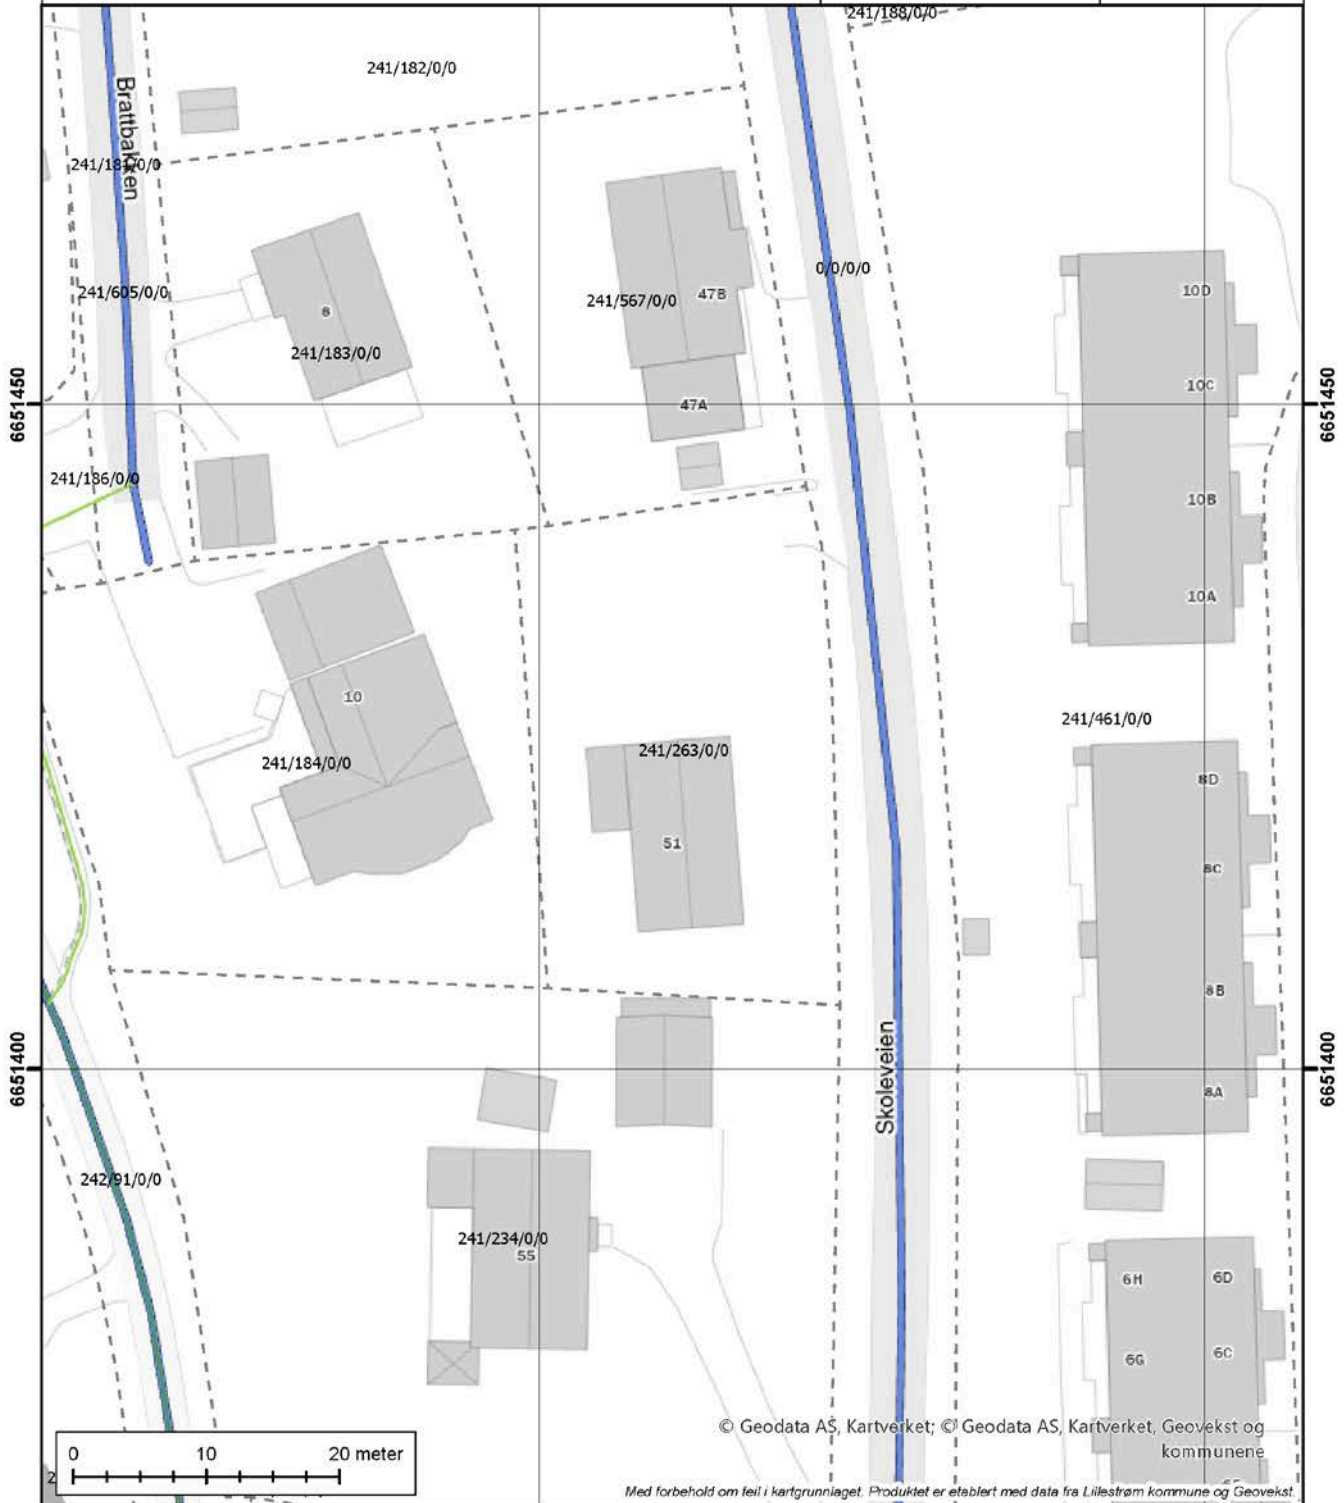 241/188/0/0
241/182/0/0
Brattbakken
241/181/0/0
0/0/0/0
241/605/0/0
8
241/567/0/0
47B
10D
241/183/0/0
10C
6651450
47A
6651450
241/186/0/0
10B
10A
10
241/461/0/0
241/184/0/0
241/263/0/0
8D
51
8C
8B
Skoleveien
6651400
6651400
8A
242/91/0/0
241/234/0/0
55
6H
6D
6G
6C
© Geodata AS, Kartverket; © Geodata AS, Kartverket, Geovekst og
kommunene
0 10 20 meter
2
Med forbehold om feil i kartgrunnlaget. Produktet er etablert med data fra Lillestrøm kommune og Geovekst.